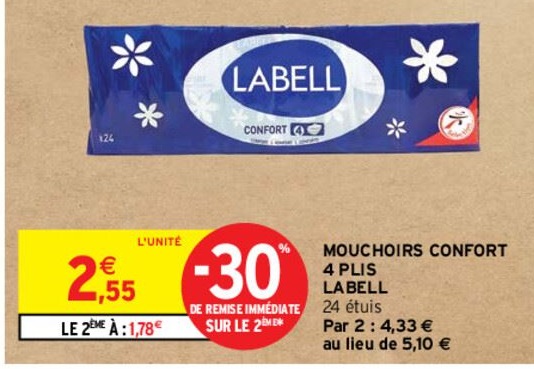 LABELL
CONFORT 4
x24
L'UNITÉ
2,55 €
LE 2ÈME À : 1,78€
-30%
DE REMISE IMMÉDIATE
SUR LE 2ÈME*
MOUCHOIRS CONFORT
4 PLIS
LABELL
24 étuis
Par 2 : 4,33 €
au lieu de 5,10 €